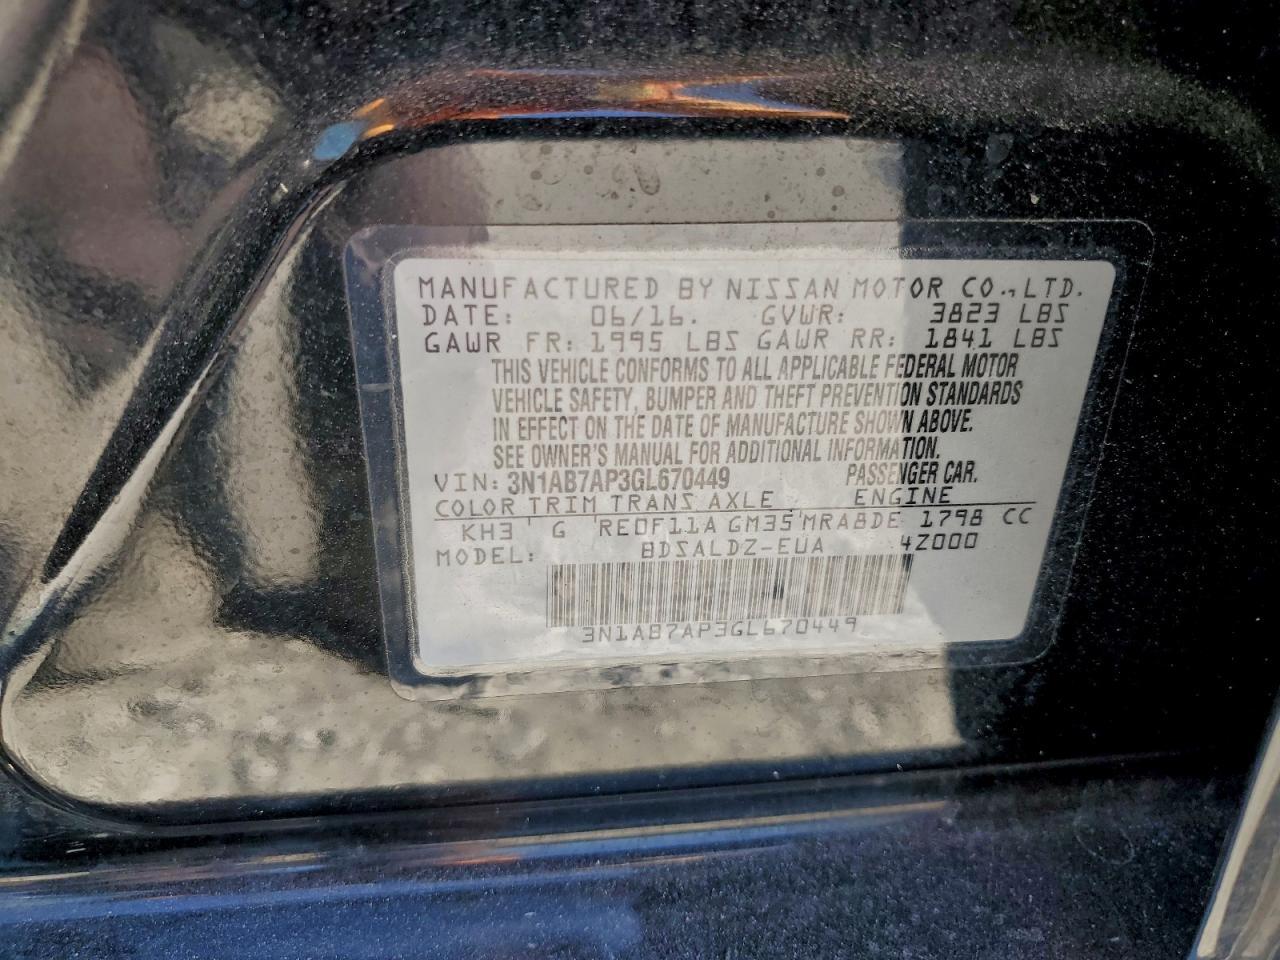 MANUFACTURED BY NISSAN MOTOR CO., LTD.
DATE: 06/16. GVWR: 3823 LBS
GAWR FR: 1995 LBS GAWR RR: 1841 LBS
THIS VEHICLE CONFORMS TO ALL APPLICABLE FEDERAL MOTOR
VEHICLE SAFETY, BUMPER AND THEFT PREVENTION STANDARDS
IN EFFECT ON THE DATE OF MANUFACTURE SHOWN ABOVE.
SEE OWNER'S MANUAL FOR ADDITIONAL INFORMATION.
VIN: 3N1AB7AP3GL670449 PASSENGER CAR.
COLOR TRIM TRANS AXLE ENGINE
KH3 G RE0F11A GM35 MRA8DE 1798 CC
MODEL: BDSALDZ-EUA 4Z000
3N1AB7AP3GL670449